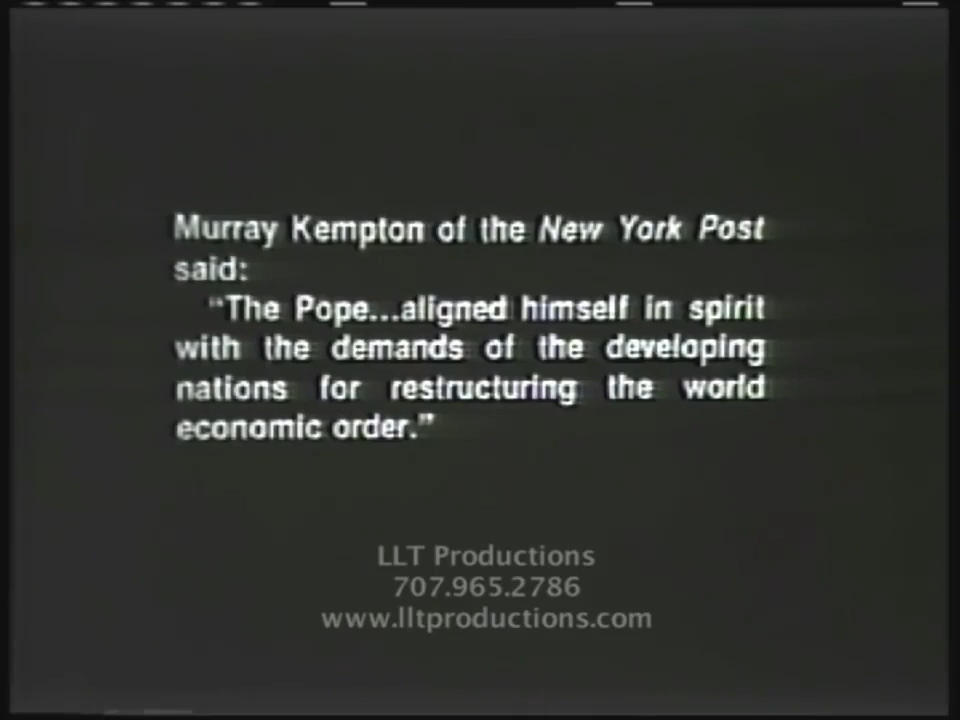 Murray Kempton of the New York Post
said:
"The Pope...aligned himself in spirit
with the demands of the developing
nations for restructuring the world
economic order."
LLT Productions
707.965.2786
www.lltproductions.com